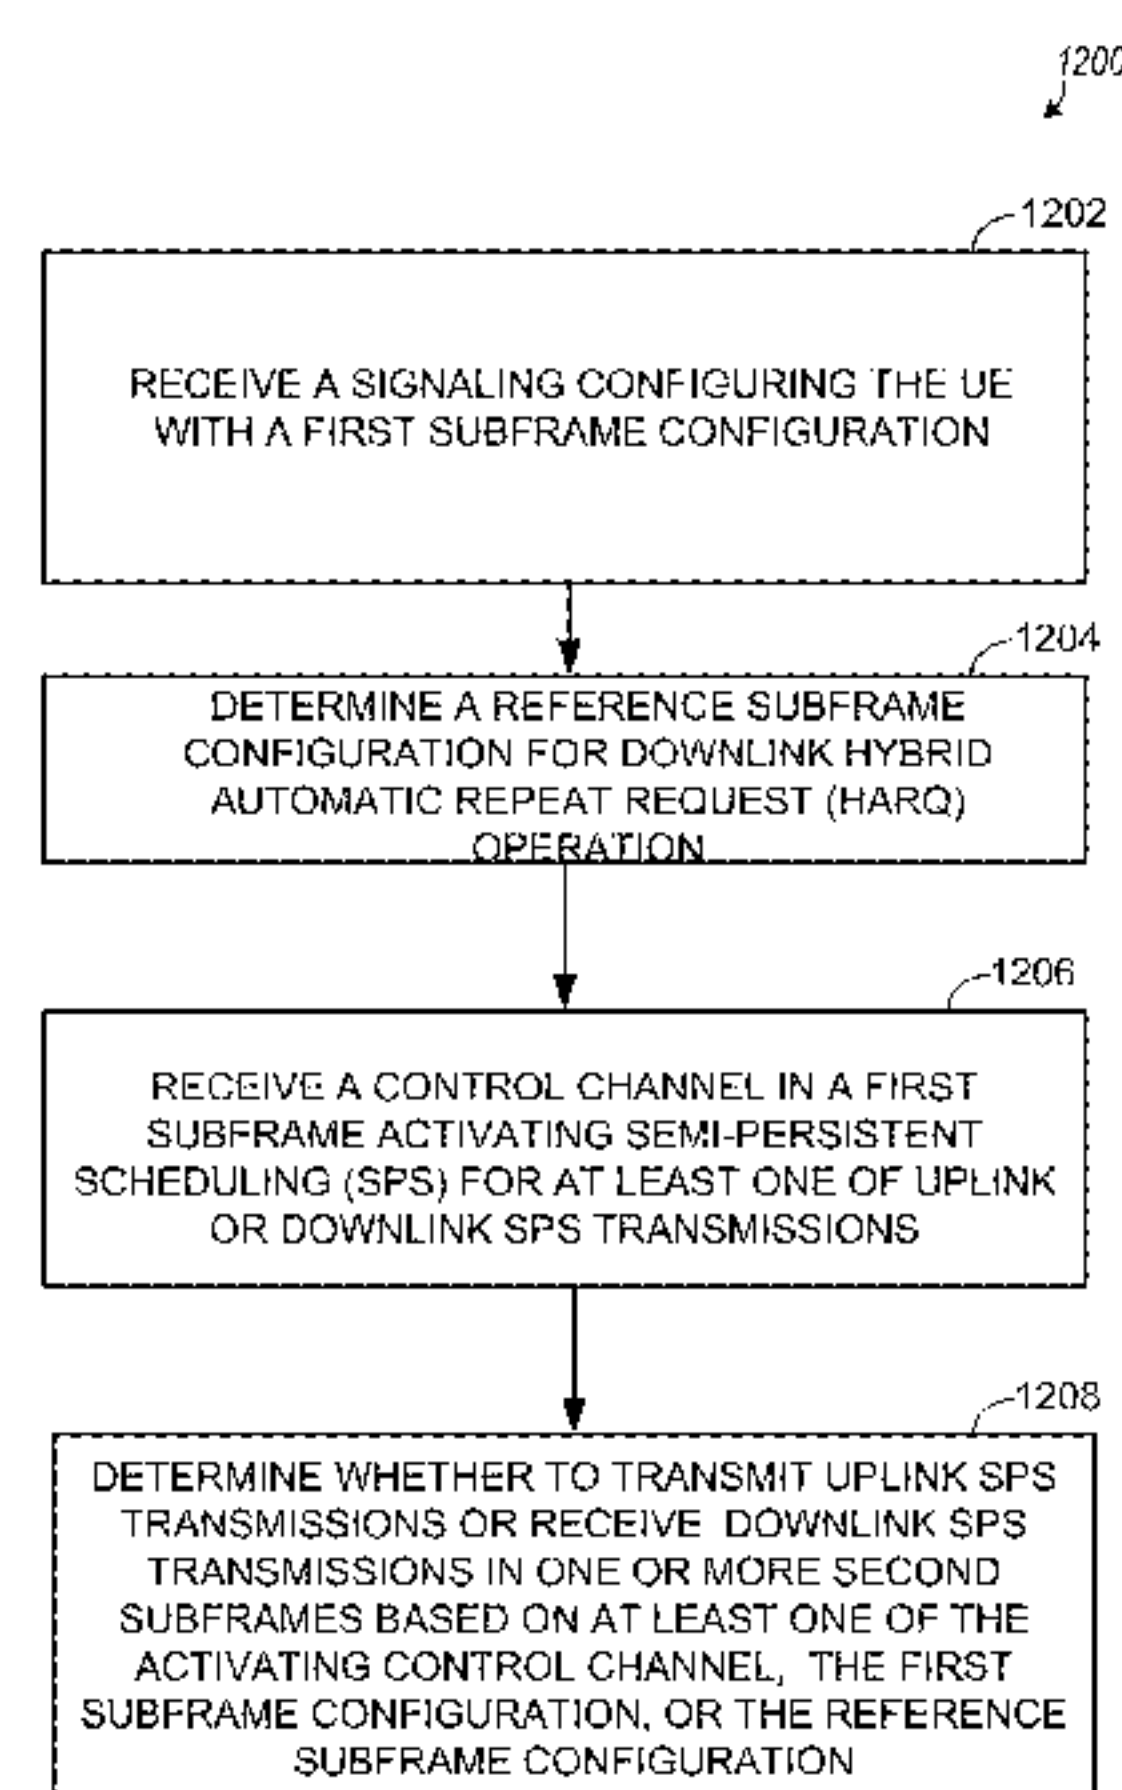 1200
1202
RECEIVE A SIGNALING CONFIGURING THE UE
WITH A FIRST SUBFRAME CONFIGURATION
1204
DETERMINE A REFERENCE SUBFRAME
CONFIGURATION FOR DOWNLINK HYBRID
AUTOMATIC REPEAT REQUEST (HARQ)
OPERATION
1206
RECEIVE A CONTROL CHANNEL IN A FIRST
SUBFRAME ACTIVATING SEMI-PERSISTENT
SCHEDULING (SPS) FOR AT LEAST ONE OF UPLINK
OR DOWNLINK SPS TRANSMISSIONS
1208
DETERMINE WHETHER TO TRANSMIT UPLINK SPS
TRANSMISSIONS OR RECEIVE DOWNLINK SPS
TRANSMISSIONS IN ONE OR MORE SECOND
SUBFRAMES BASED ON AT LEAST ONE OF THE
ACTIVATING CONTROL CHANNEL, THE FIRST
SUBFRAME CONFIGURATION, OR THE REFERENCE
SUBFRAME CONFIGURATION